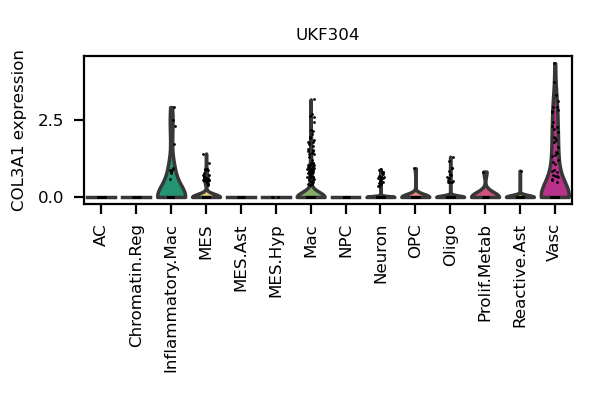 UKF304
COL3A1 expression
2.5
0.0
AC
Chromatin.Reg
Inflammatory.Mac
MES
MES.Ast
MES.Hyp
Mac
NPC
Neuron
OPC
Oligo
Prolif.Metab
Reactive.Ast
Vasc